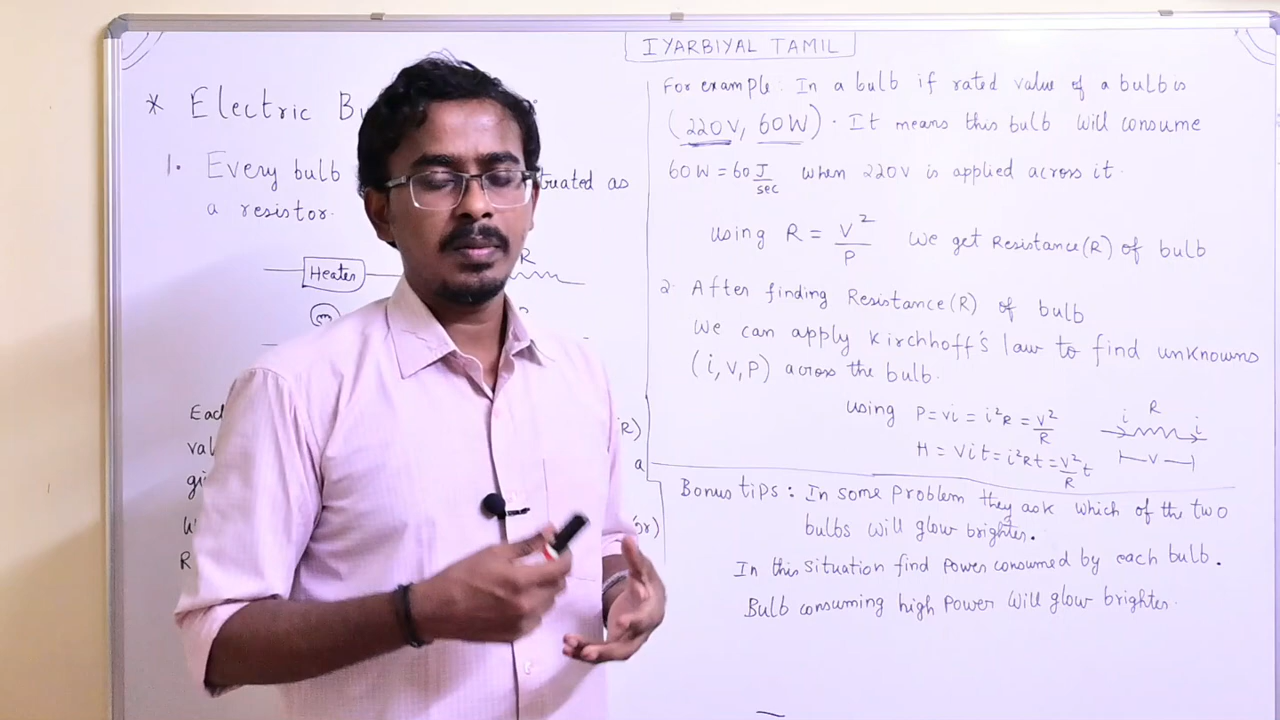 IYARBIYAL TAMIL
* Electric
1. Every bulb treated as
a resistor.
Heater R
R)
a
or)
R
For example: In a bulb if rated value of a bulb is
(220V, 60W). It means this bulb will consume
60W = 60 J/sec when 220V is applied across it.
using R = V²/P We get Resistance(R) of bulb
2. After finding Resistance(R) of bulb
We can apply Kirchhoff's law to find unknowns
(i, V, P) across the bulb.
using P = Vi = i²R = V²/R
H = Vit = i²Rt = V²/R t
i R i
V
Bonus tips: In some problem they ask which of the two
bulbs will glow brighter.
In this situation find Power consumed by each bulb.
Bulb consuming high Power will glow brighter.